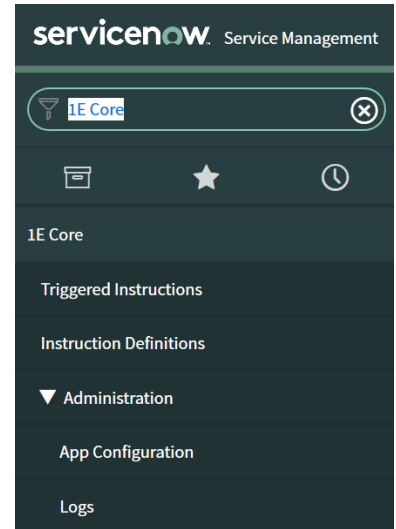 servicenow. Service Management
1E Core
1E Core
Triggered Instructions
Instruction Definitions
Administration
App Configuration
Logs